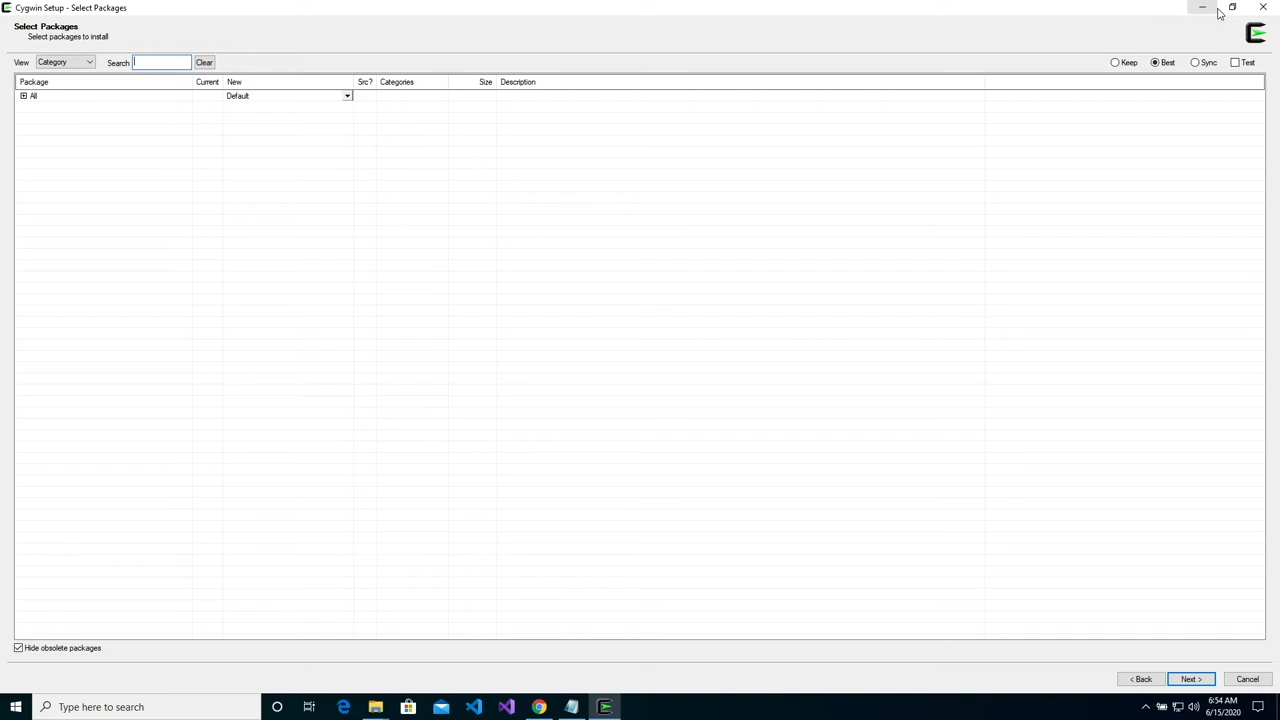 Cygwin Setup - Select Packages
Select Packages
Select packages to install
View Category Search Clear Keep Best Sync Test
Package Current New Src? Categories Size Description
All Default
Hide obsolete packages
< Back Next > Cancel
Type here to search
6:54 AM
6/15/2020